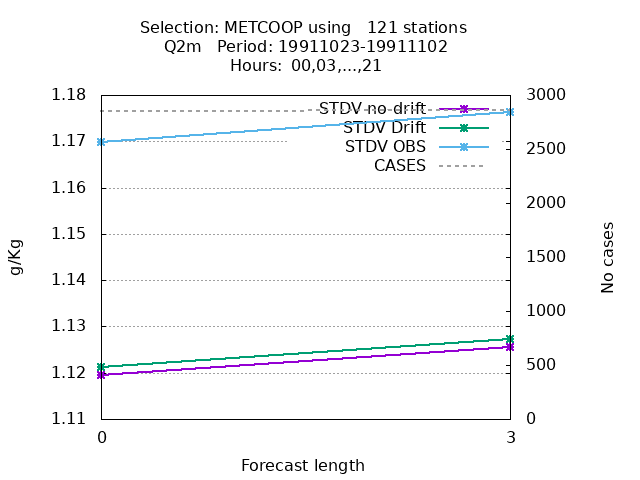 Selection: METCOOP using 121 stations
Q2m Period: 19911023-19911102
Hours: 00,03,...,21
1.18
1.17
1.16
1.15
1.14
1.13
1.12
1.11
g/Kg
STDV no drift
STDV Drift
STDV OBS
CASES
3000
2500
2000
1500
1000
500
0
No cases
0 3
Forecast length